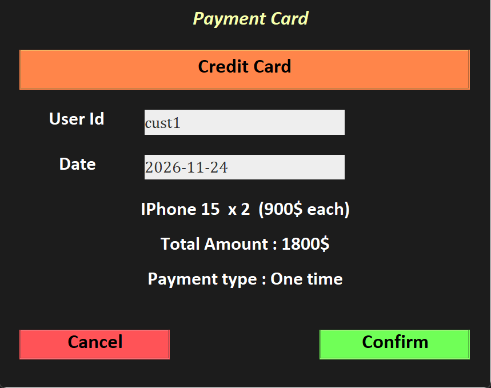 Payment Card
Credit Card
User Id cust1
Date 2026-11-24
IPhone 15 x 2 (900$ each)
Total Amount : 1800$
Payment type : One time
Cancel Confirm